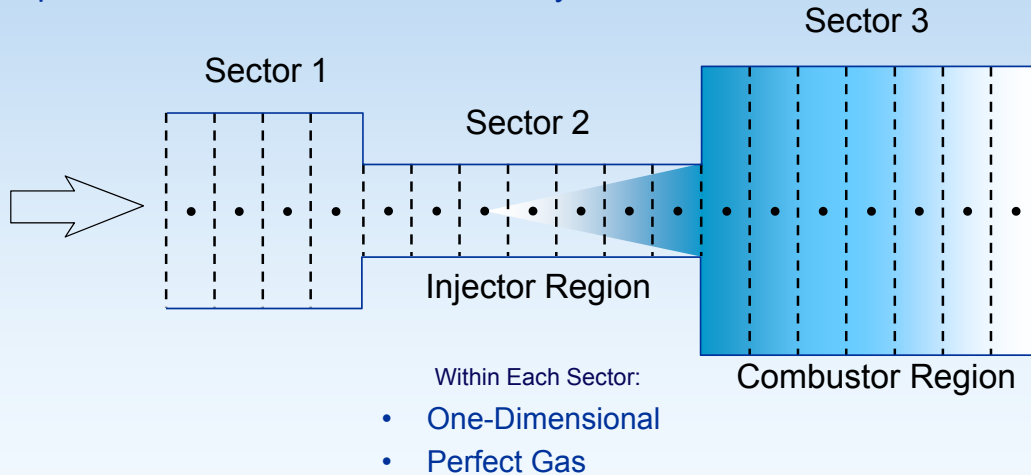 Sector 3
Sector 1
Sector 2
Injector Region
Combustor Region
Within Each Sector:
• One-Dimensional
• Perfect Gas